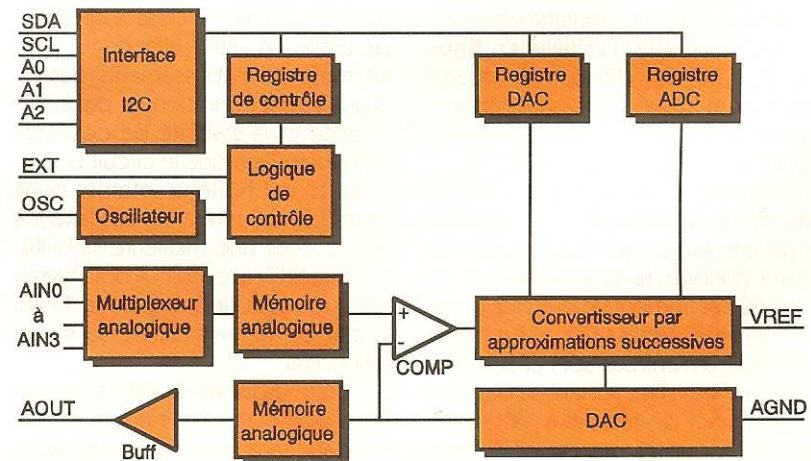 SDA
SCL
A0
A1
A2
Interface
I2C
EXT
OSC
Oscillateur
Registre
de contrôle
Logique
de
contrôle
Registre
DAC
Registre
ADC
AIN0
à
AIN3
Multiplexeur
analogique
Mémoire
analogique
+
-
COMP
Convertisseur par
approximations successives
VREF
AOUT
Buff
Mémoire
analogique
DAC
AGND